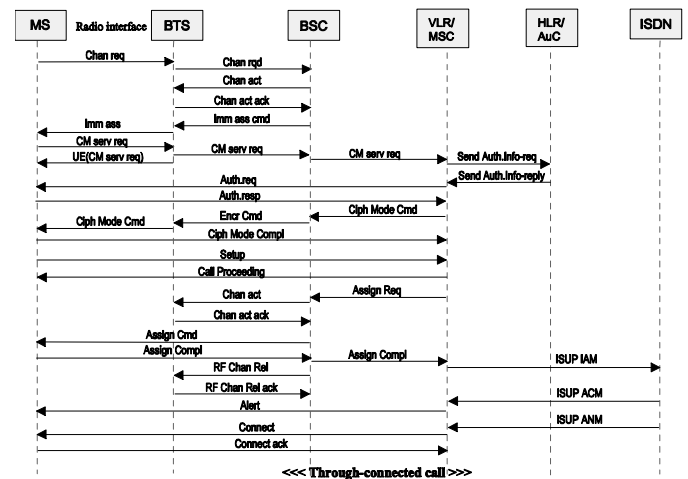 MS
Radio interface
BTS
BSC
VLR/
MSC
HLR/
AuC
ISDN
Chan req
Chan rqd
Chan act
Chan act ack
Imm ass
Imm ass cmd
CM serv req
UE(CM serv req)
CM serv req
CM serv req
Send Auth.Info-req
Send Auth.Info-reply
Auth.req
Auth.resp
Ciph Mode Cmd
Encr Cmd
Ciph Mode Cmd
Ciph Mode Compl
Setup
Call Proceeding
Assign Req
Chan act
Chan act ack
Assign Cmd
Assign Compl
Assign Compl
ISUP IAM
RF Chan Rel
RF Chan Rel ack
ISUP ACM
Alert
ISUP ANM
Connect
Connect ack
<<< Through-connected call >>>